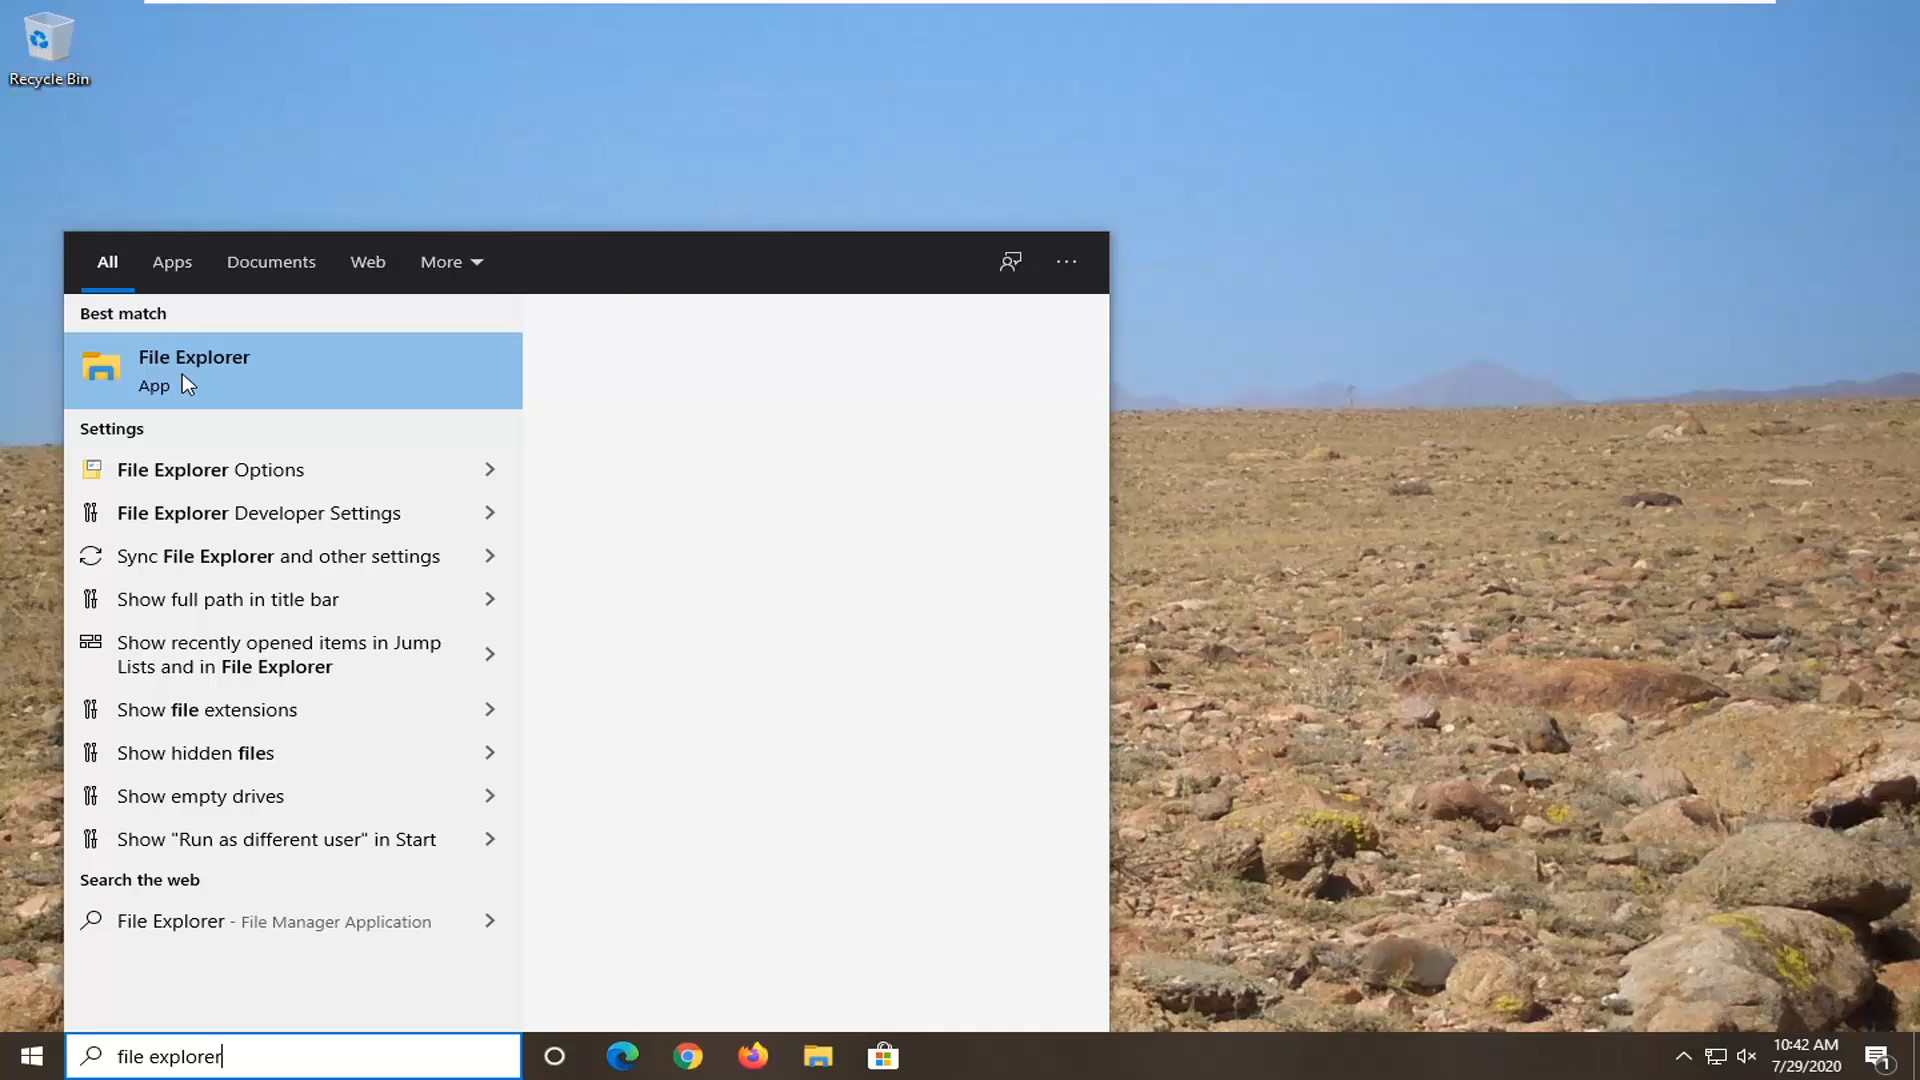 Recycle Bin
All Apps Documents Web More
Best match
File Explorer
App
Settings
File Explorer Options
File Explorer Developer Settings
Sync File Explorer and other settings
Show full path in title bar
Show recently opened items in Jump
Lists and in File Explorer
Show file extensions
Show hidden files
Show empty drives
Show "Run as different user" in Start
Search the web
File Explorer - File Manager Application
file explorer
10:42 AM
7/29/2020
1